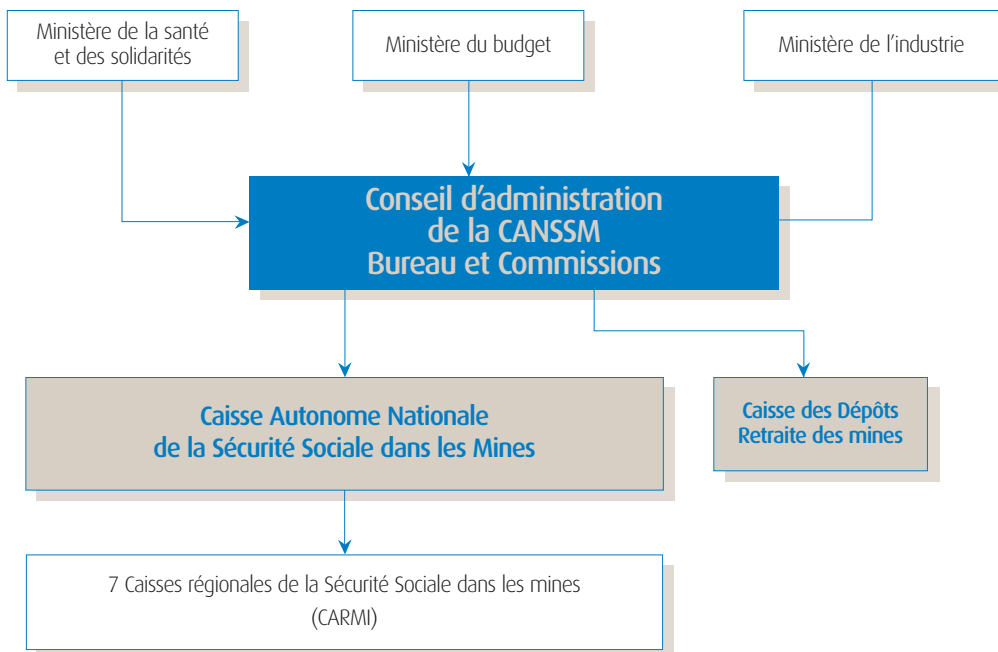 Ministère de la santé
et des solidarités
Ministère du budget
Ministère de l’industrie
Conseil d’administration
de la CANSSM
Bureau et Commissions
Caisse Autonome Nationale
de la Sécurité Sociale dans les Mines
Caisse des Dépôts
Retraite des mines
7 Caisses régionales de la Sécurité Sociale dans les mines
(CARMI)